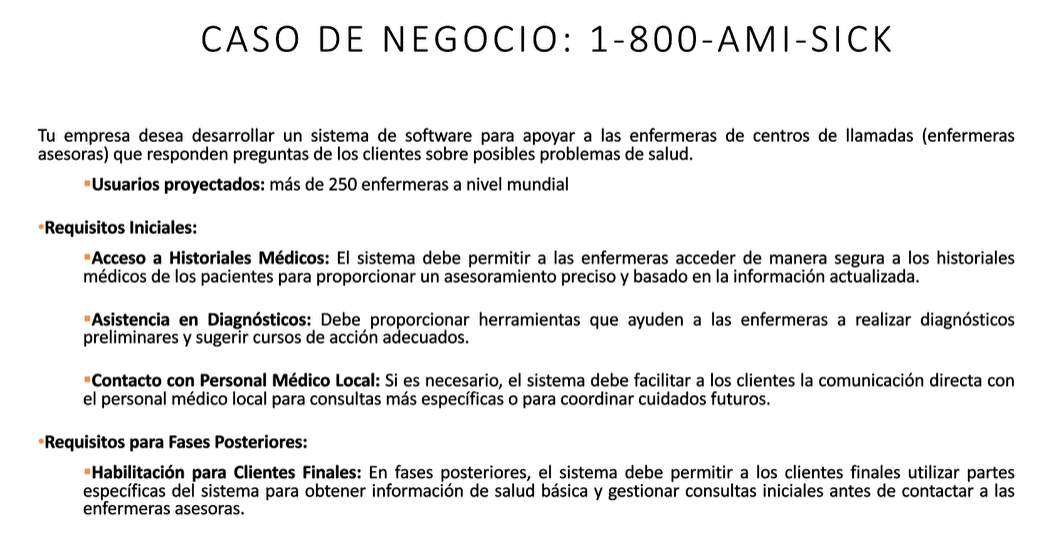 CASO DE NEGOCIO: 1-800-AMI-SICK
Tu empresa desea desarrollar un sistema de software para apoyar a las enfermeras de centros de llamadas (enfermeras
asesoras) que responden preguntas de los clientes sobre posibles problemas de salud.
▪Usuarios proyectados: más de 250 enfermeras a nivel mundial
•Requisitos Iniciales:
▪Acceso a Historiales Médicos: El sistema debe permitir a las enfermeras acceder de manera segura a los historiales
médicos de los pacientes para proporcionar un asesoramiento preciso y basado en la información actualizada.
▪Asistencia en Diagnósticos: Debe proporcionar herramientas que ayuden a las enfermeras a realizar diagnósticos
preliminares y sugerir cursos de acción adecuados.
▪Contacto con Personal Médico Local: Si es necesario, el sistema debe facilitar a los clientes la comunicación directa con
el personal médico local para consultas más específicas o para coordinar cuidados futuros.
•Requisitos para Fases Posteriores:
▪Habilitación para Clientes Finales: En fases posteriores, el sistema debe permitir a los clientes finales utilizar partes
específicas del sistema para obtener información de salud básica y gestionar consultas iniciales antes de contactar a las
enfermeras asesoras.